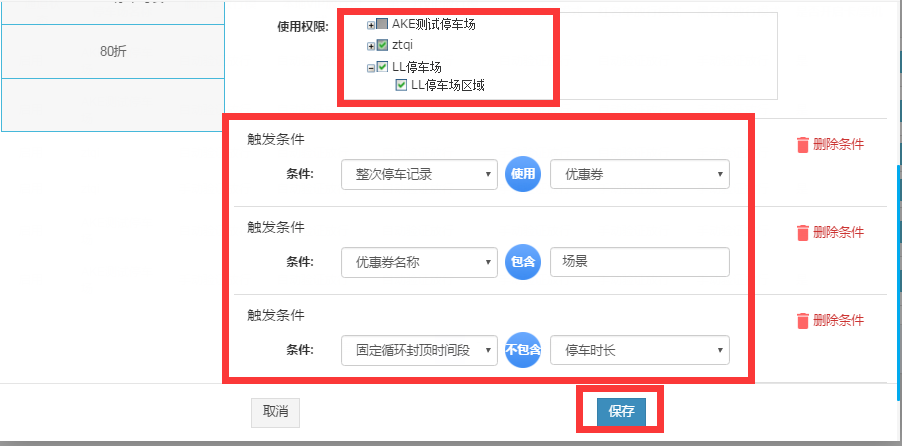 80折
使用权限:
AKE测试停车场
ztqi
LL停车场
LL停车场区域
触发条件
删除条件
条件: 整次停车记录 使用 优惠券
触发条件
删除条件
条件: 优惠券名称 包含 场景
触发条件
删除条件
条件: 固定循环封顶时间段 不包含 停车时长
取消 保存